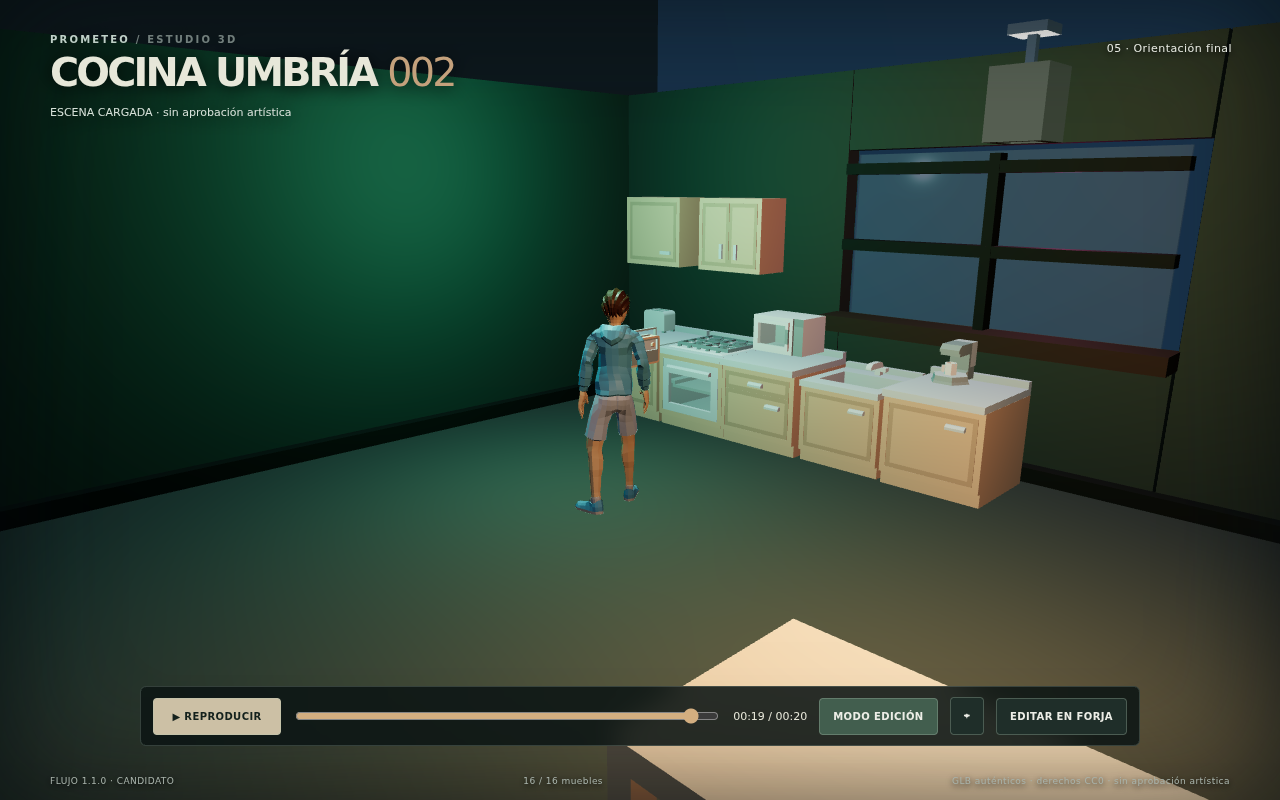 PROMETEO / ESTUDIO 3D
COCINA UMBRÍA 002
ESCENA CARGADA · sin aprobación artística
05 · Orientación final
▶ REPRODUCIR
00:19 / 00:20
MODO EDICIÓN
EDITAR EN FORJA
FLUJO 1.1.0 · CANDIDATO
16 / 16 muebles
GLB auténticos · derechos CC0 · sin aprobación artística